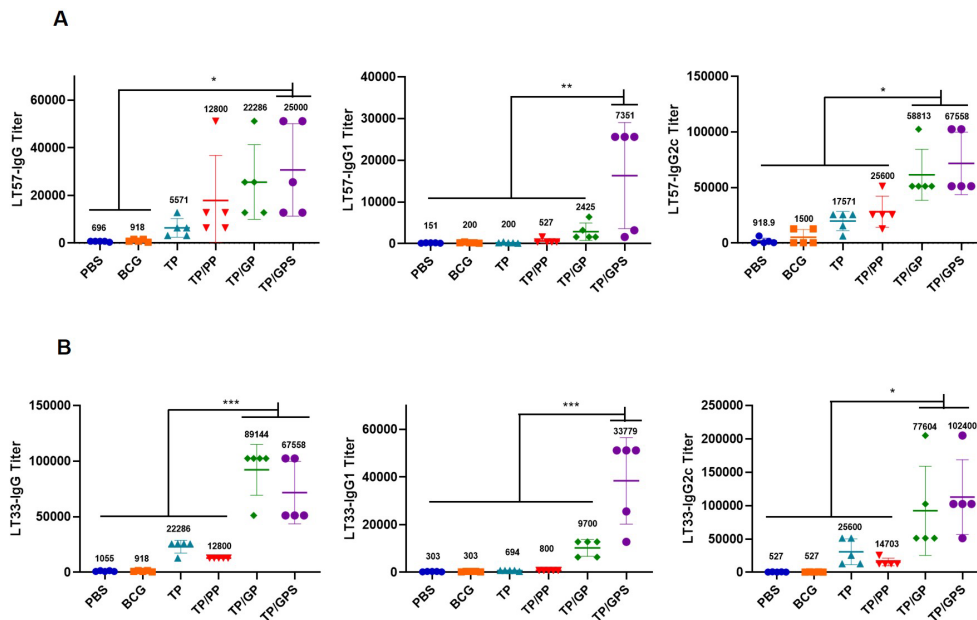 A
LT57-IgG Titer
60000
40000
20000
0
*
696
918
5571
12800
22286
25000
PBS
BCG
TP
TP/PP
TP/GP
TP/GPS
LT57-IgG1 Titer
40000
30000
20000
10000
0
**
151
200
200
527
2425
7351
PBS
BCG
TP
TP/PP
TP/GP
TP/GPS
LT57-IgG2c Titer
150000
100000
50000
0
*
918.9
1500
17571
25600
58813
67558
PBS
BCG
TP
TP/PP
TP/GP
TP/GPS
B
LT33-IgG Titer
150000
100000
50000
0
***
1055
918
22286
12800
89144
67558
PBS
BCG
TP
TP/PP
TP/GP
TP/GPS
LT33-IgG1 Titer
60000
40000
20000
0
***
303
303
694
800
9700
33779
PBS
BCG
TP
TP/PP
TP/GP
TP/GPS
LT33-IgG2c Titer
250000
200000
150000
100000
50000
0
*
527
527
25600
14703
77604
102400
PBS
BCG
TP
TP/PP
TP/GP
TP/GPS